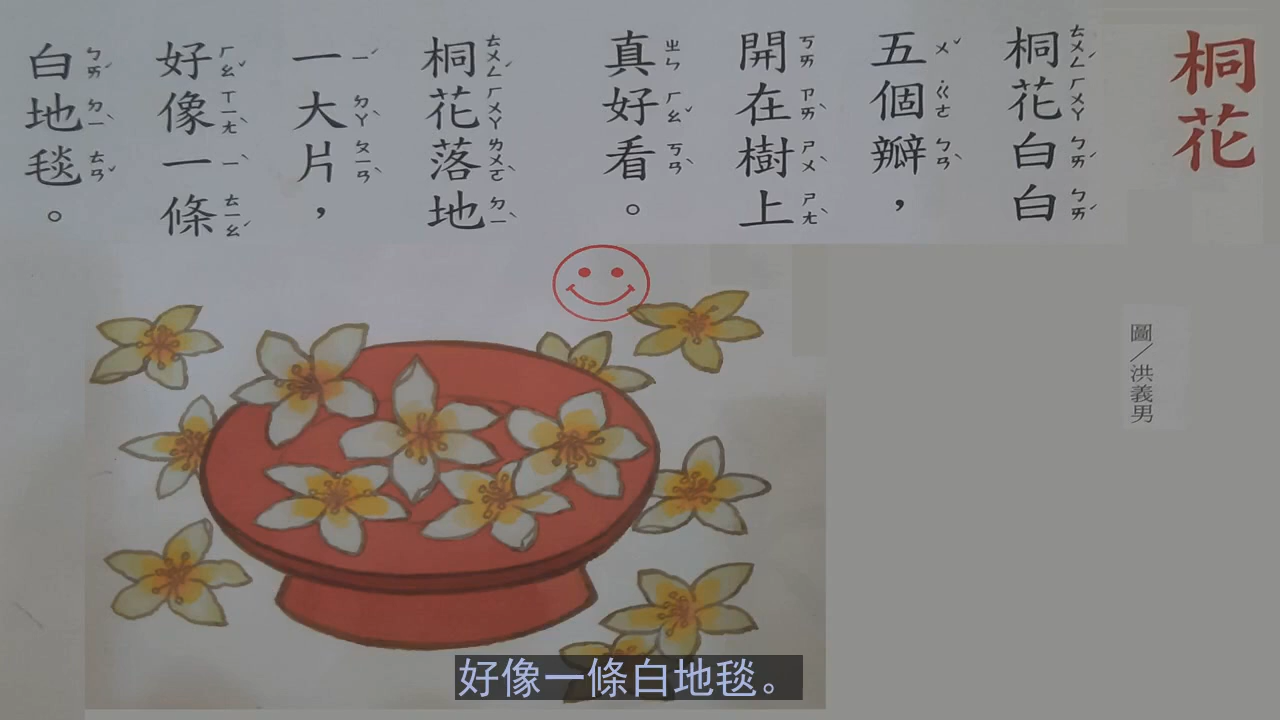 桐花
桐花白白
五個瓣，
開在樹上
真好看。
桐花落地
一大片，
好像一條
白地毯。
圖／洪義男
好像一條白地毯。